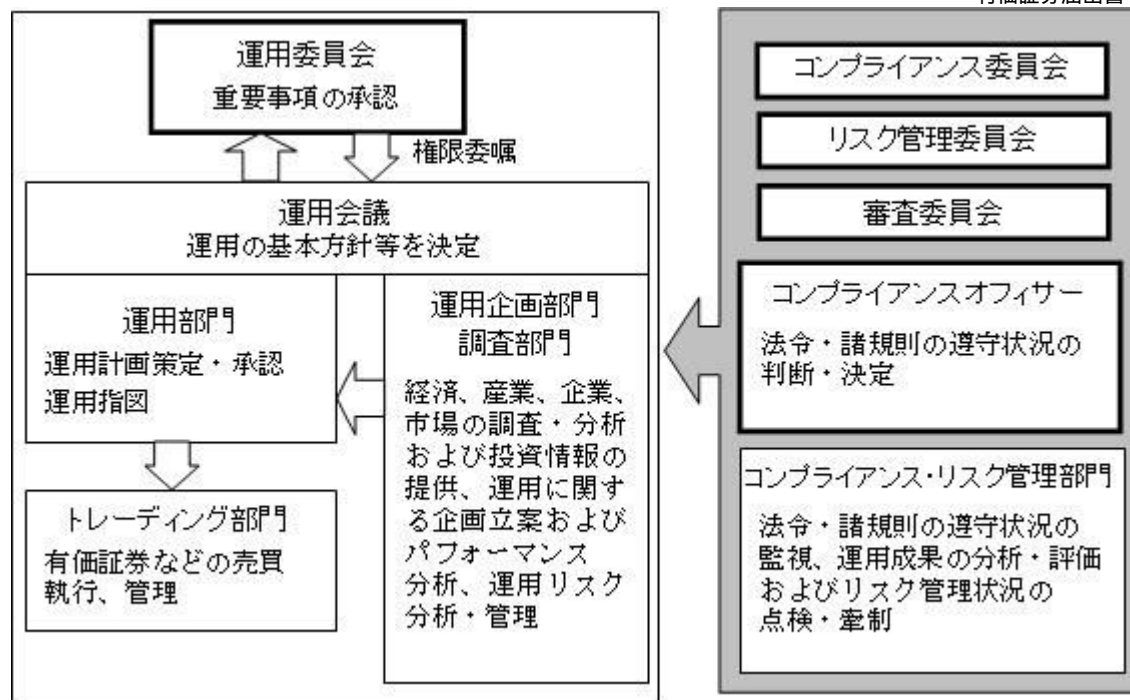 運用委員会
重要事項の承認
権限委嘱
運用会議
運用の基本方針等を決定
運用部門
運用計画策定・承認
運用指図
運用企画部門
調査部門
経済、産業、企業、
市場の調査・分析
および投資情報の
提供、運用に関す
る企画立案および
パフォーマンス
分析、運用リスク
分析・管理
トレーディング部門
有価証券などの売買
執行、管理
コンプライアンス委員会
リスク管理委員会
審査委員会
コンプライアンスオフィサー
法令・諸規則の遵守状況の
判断・決定
コンプライアンス・リスク管理部門
法令・諸規則の遵守状況の
監視、運用成果の分析・評価
およびリスク管理状況の
点検・牽制